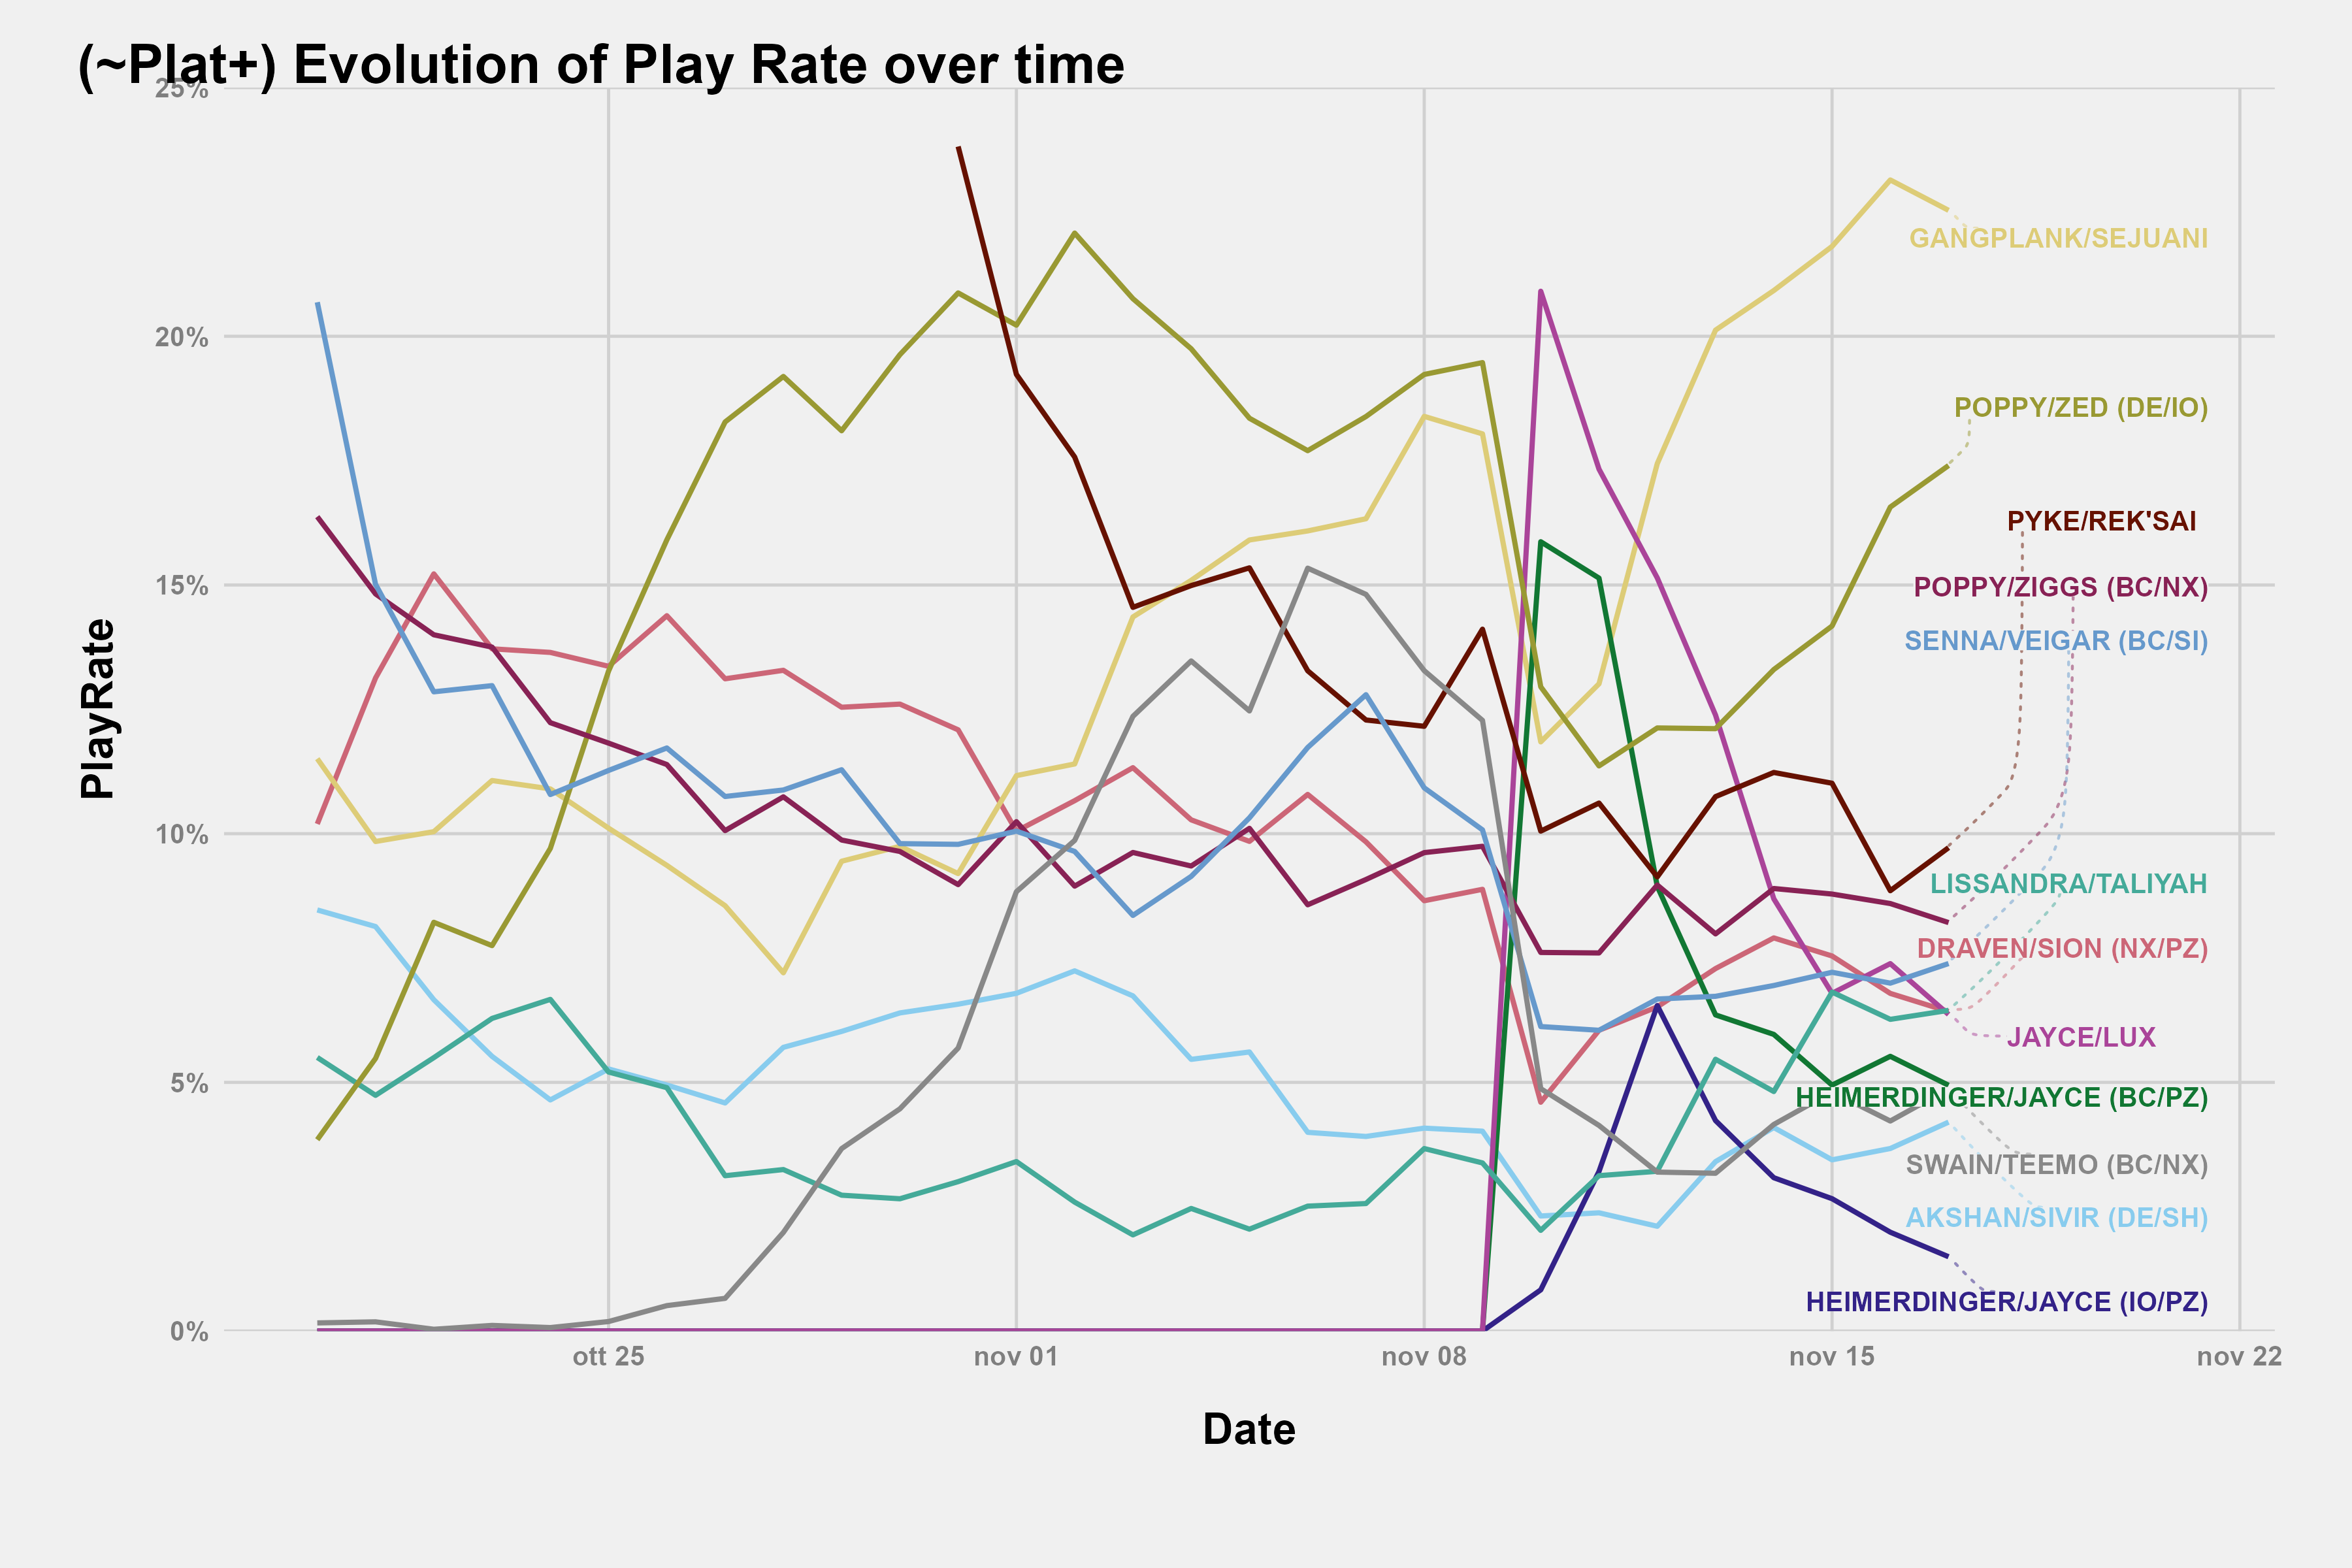 (~Plat+) Evolution of Play Rate over time
25%
20%
15%
10%
5%
0%
PlayRate
GANGPLANK/SEJUANI
POPPY/ZED (DE/IO)
PYKE/REK'SAI
POPPY/ZIGGS (BC/NX)
SENNA/VEIGAR (BC/SI)
LISSANDRA/TALIYAH
DRAVEN/SION (NX/PZ)
JAYCE/LUX
HEIMERDINGER/JAYCE (BC/PZ)
SWAIN/TEEMO (BC/NX)
AKSHAN/SIVIR (DE/SH)
HEIMERDINGER/JAYCE (IO/PZ)
ott 25 nov 01 nov 08 nov 15 nov 22
Date